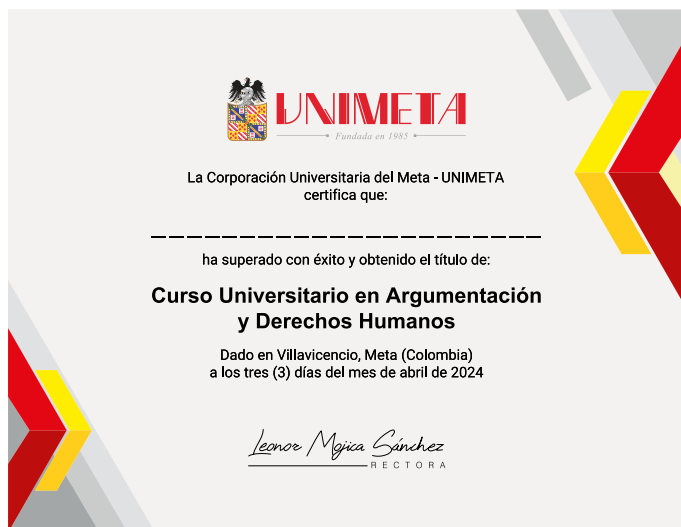 UNIMETA
Fundada en 1985
La Corporación Universitaria del Meta - UNIMETA
certifica que:
ha superado con éxito y obtenido el título de:
Curso Universitario en Argumentación
y Derechos Humanos
Dado en Villavicencio, Meta (Colombia)
a los tres (3) días del mes de abril de 2024
Leonor Mojica Sánchez
RECTORA